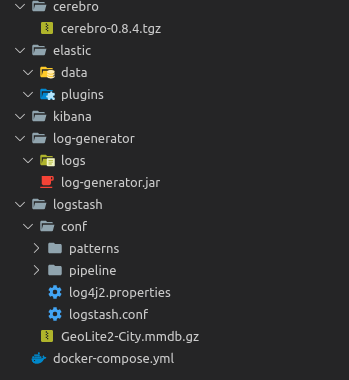 cerebro
cerebro-0.8.4.tgz
elastic
data
plugins
kibana
log-generator
logs
log-generator.jar
logstash
conf
patterns
pipeline
log4j2.properties
logstash.conf
GeoLite2-City.mmdb.gz
docker-compose.yml